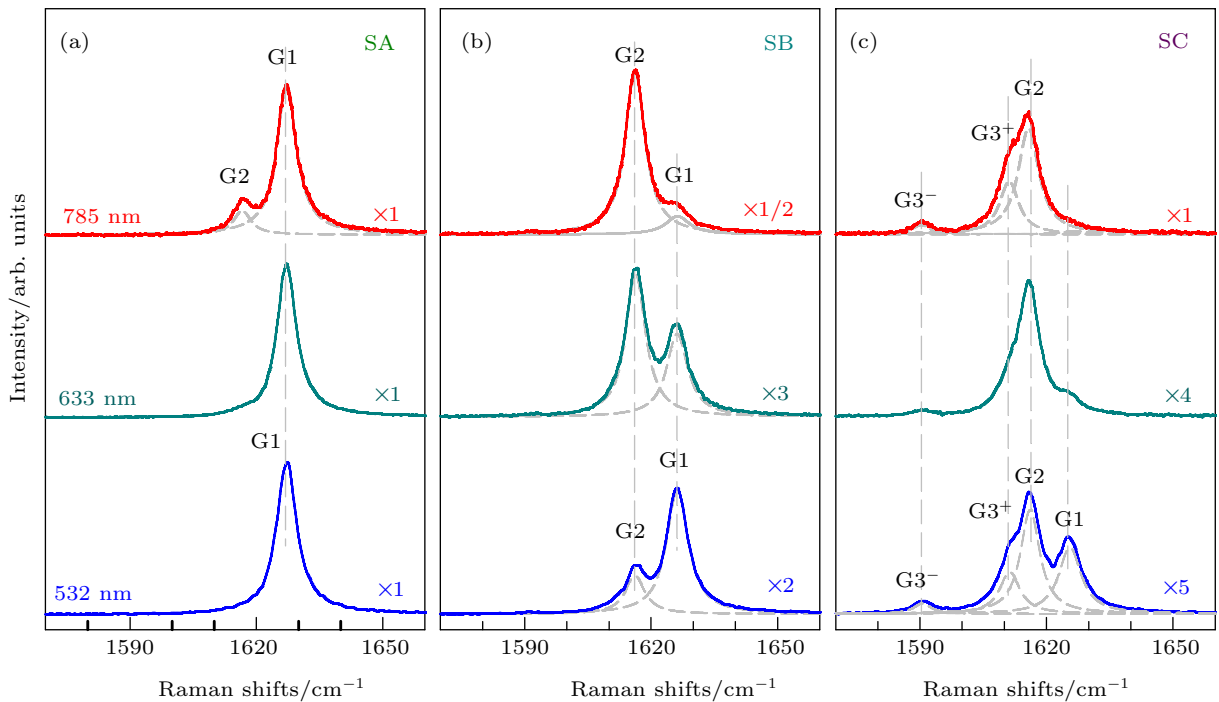 (a)
SA
G1
G2
785 nm
×1
633 nm
×1
G1
532 nm
×1
(b)
SB
G2
G1
×1/2
×3
G1
G2
×2
(c)
SC
G2
G3⁺
G3⁻
×1
×4
G2
G3⁺
G1
G3⁻
×5
Intensity/arb. units
1590 1620 1650
1590 1620 1650
1590 1620 1650
Raman shifts/cm⁻¹
Raman shifts/cm⁻¹
Raman shifts/cm⁻¹